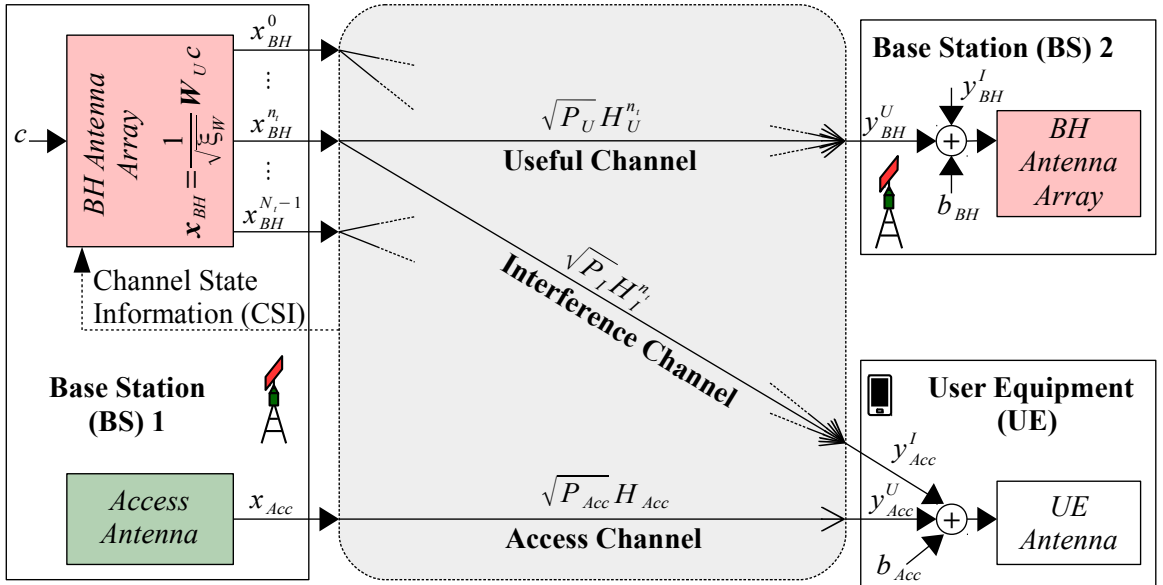 c
BH Antenna
Array
x_BH = 1/√ξ_W W_U c
x_BH^0
⋮
x_BH^{n_t}
⋮
x_BH^{N_t−1}
Channel State
Information (CSI)
Base Station
(BS) 1
Access
Antenna
x_Acc
√P_U H_U^{n_t}
Useful Channel
√P_I H_I^{n_t}
Interference Channel
√P_Acc H_Acc
Access Channel
Base Station (BS) 2
y_BH^I
y_BH^U
+
b_BH
BH
Antenna
Array
User Equipment
(UE)
y_Acc^I
y_Acc^U
+
b_Acc
UE
Antenna